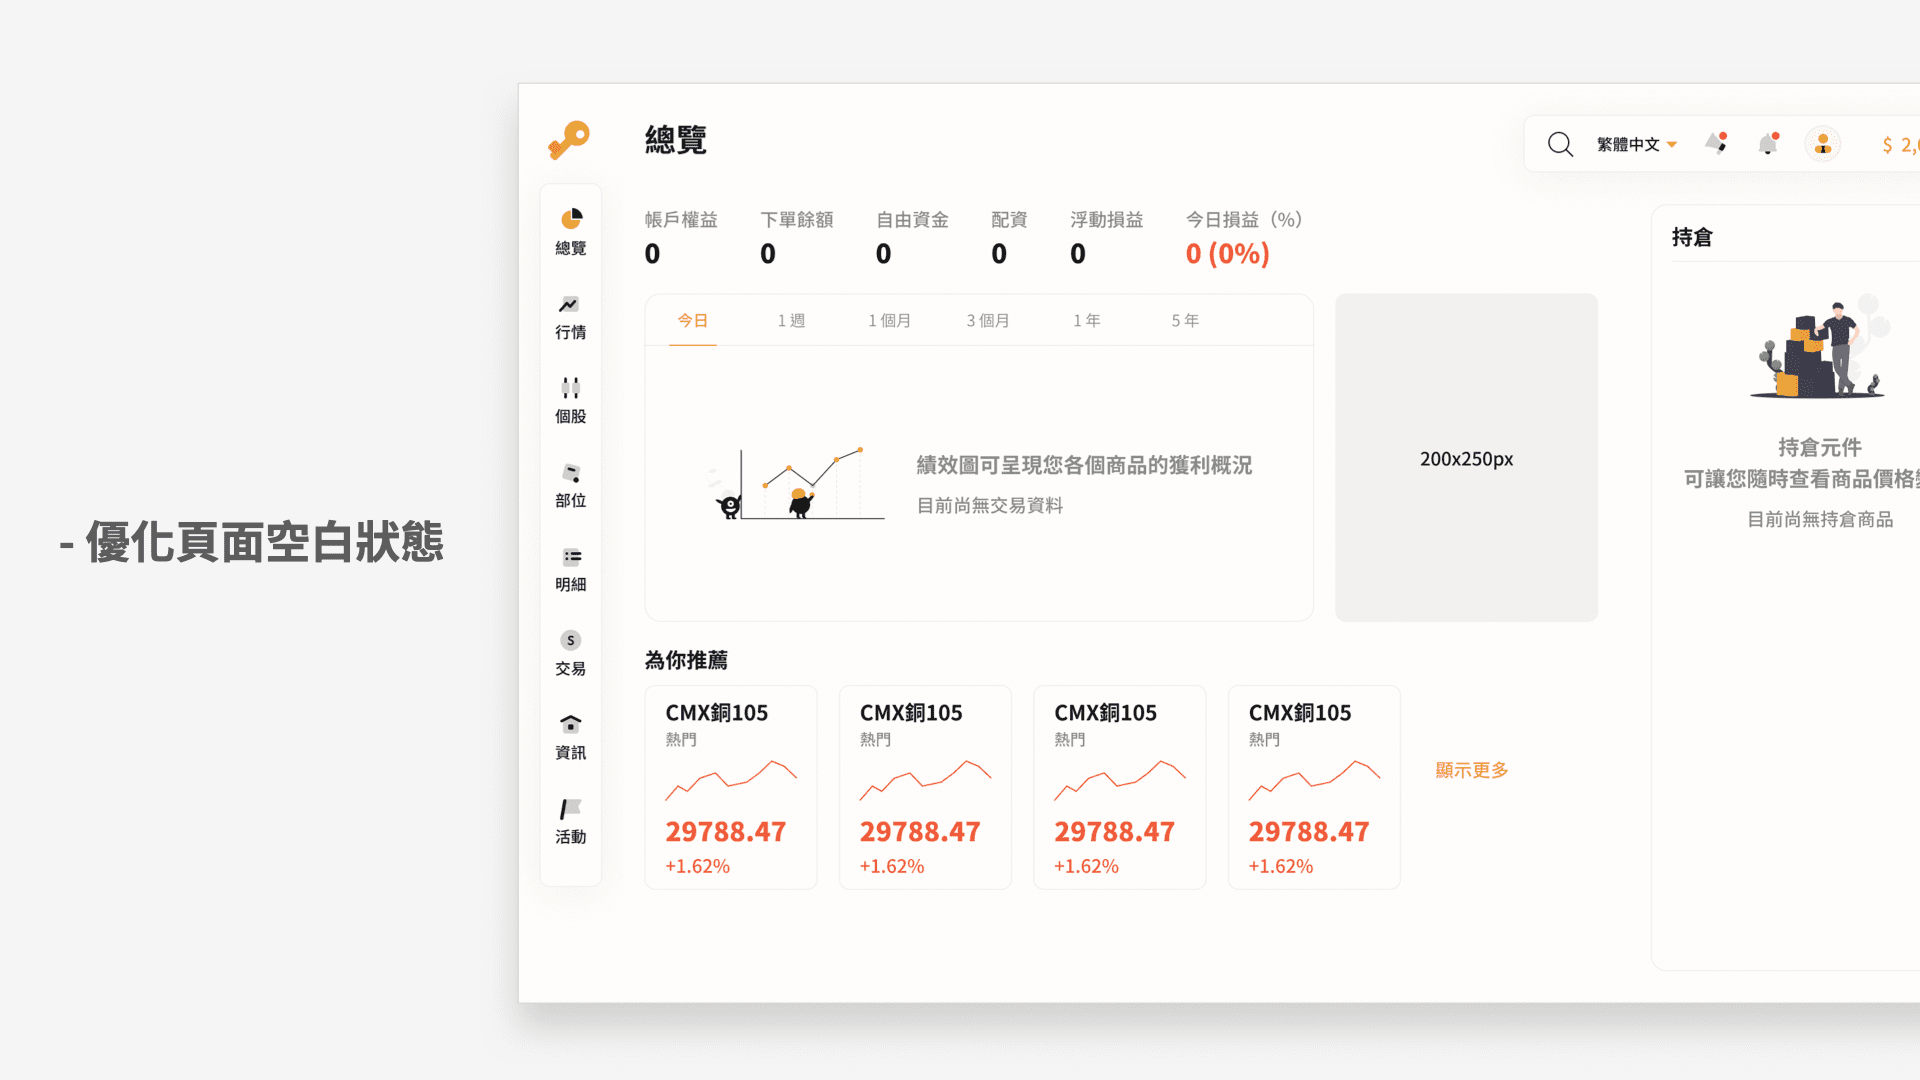 - 優化頁面空白狀態
總覽
繁體中文
$ 2,
總覽
行情
個股
部位
明細
S
交易
資訊
活動
帳戶權益
0
下單餘額
0
自由資金
0
配資
0
浮動損益
0
今日損益（%）
0 (0%)
今日
1 週
1 個月
3 個月
1 年
5 年
績效圖可呈現您各個商品的獲利概況
目前尚無交易資料
200x250px
持倉
持倉元件
可讓您隨時查看商品價格
目前尚無持倉商品
為你推薦
CMX銅105
熱門
29788.47
+1.62%
CMX銅105
熱門
29788.47
+1.62%
CMX銅105
熱門
29788.47
+1.62%
CMX銅105
熱門
29788.47
+1.62%
顯示更多